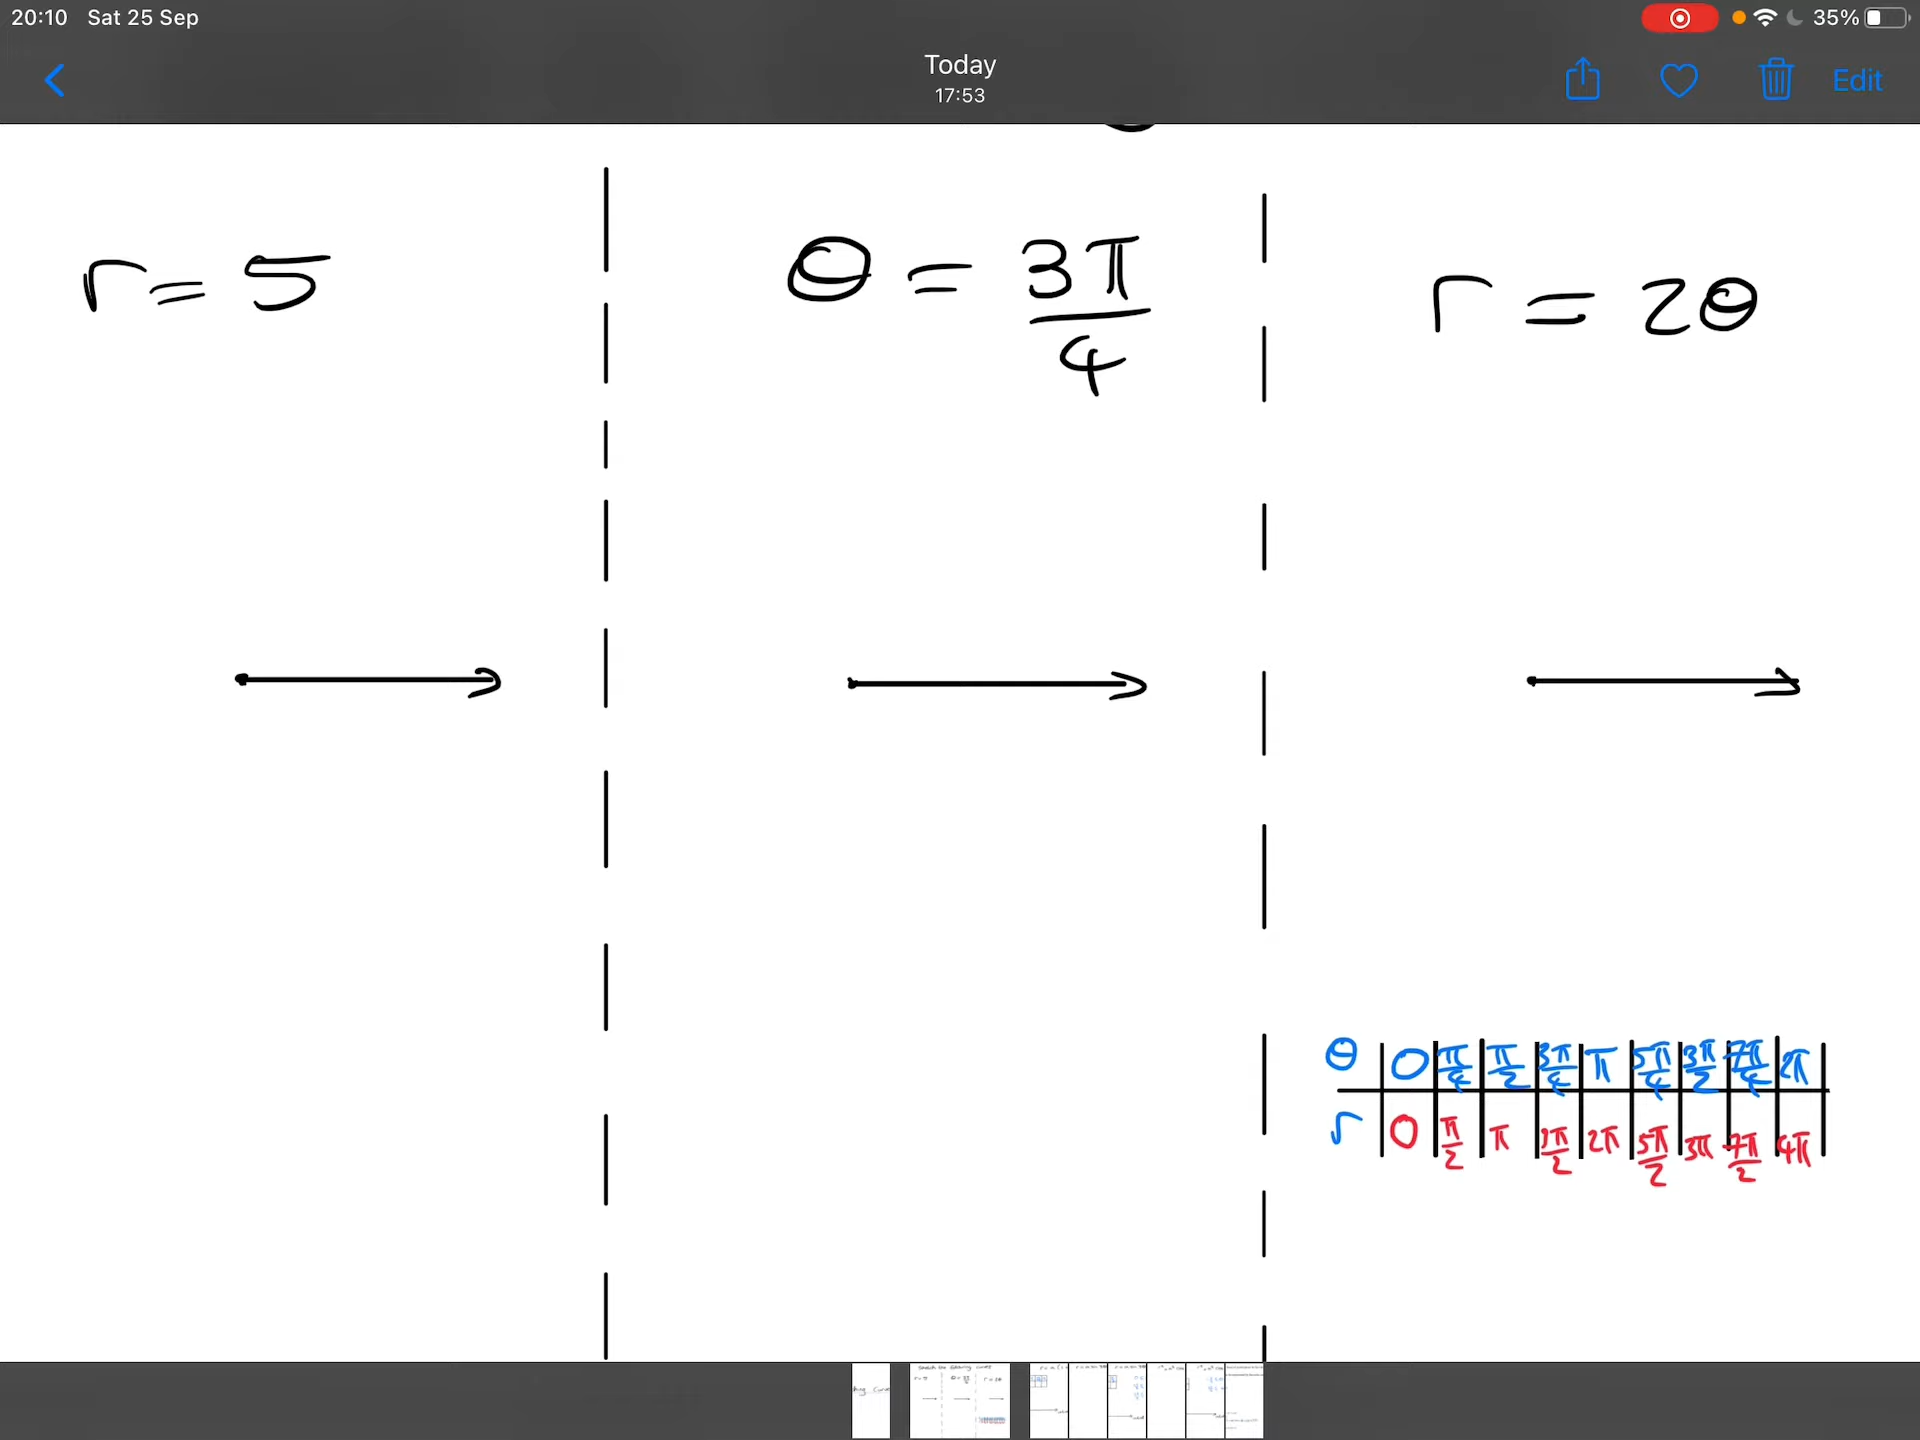 20:10 Sat 25 Sep
35%
Today
17:53
Edit
r = 5
θ = 3π/4
r = 2θ
θ 0 π/4 π/2 3π/4 π 5π/4 3π/2 7π/4 2π
r 0 π/2 π 3π/2 2π 5π/2 3π 7π/2 4π